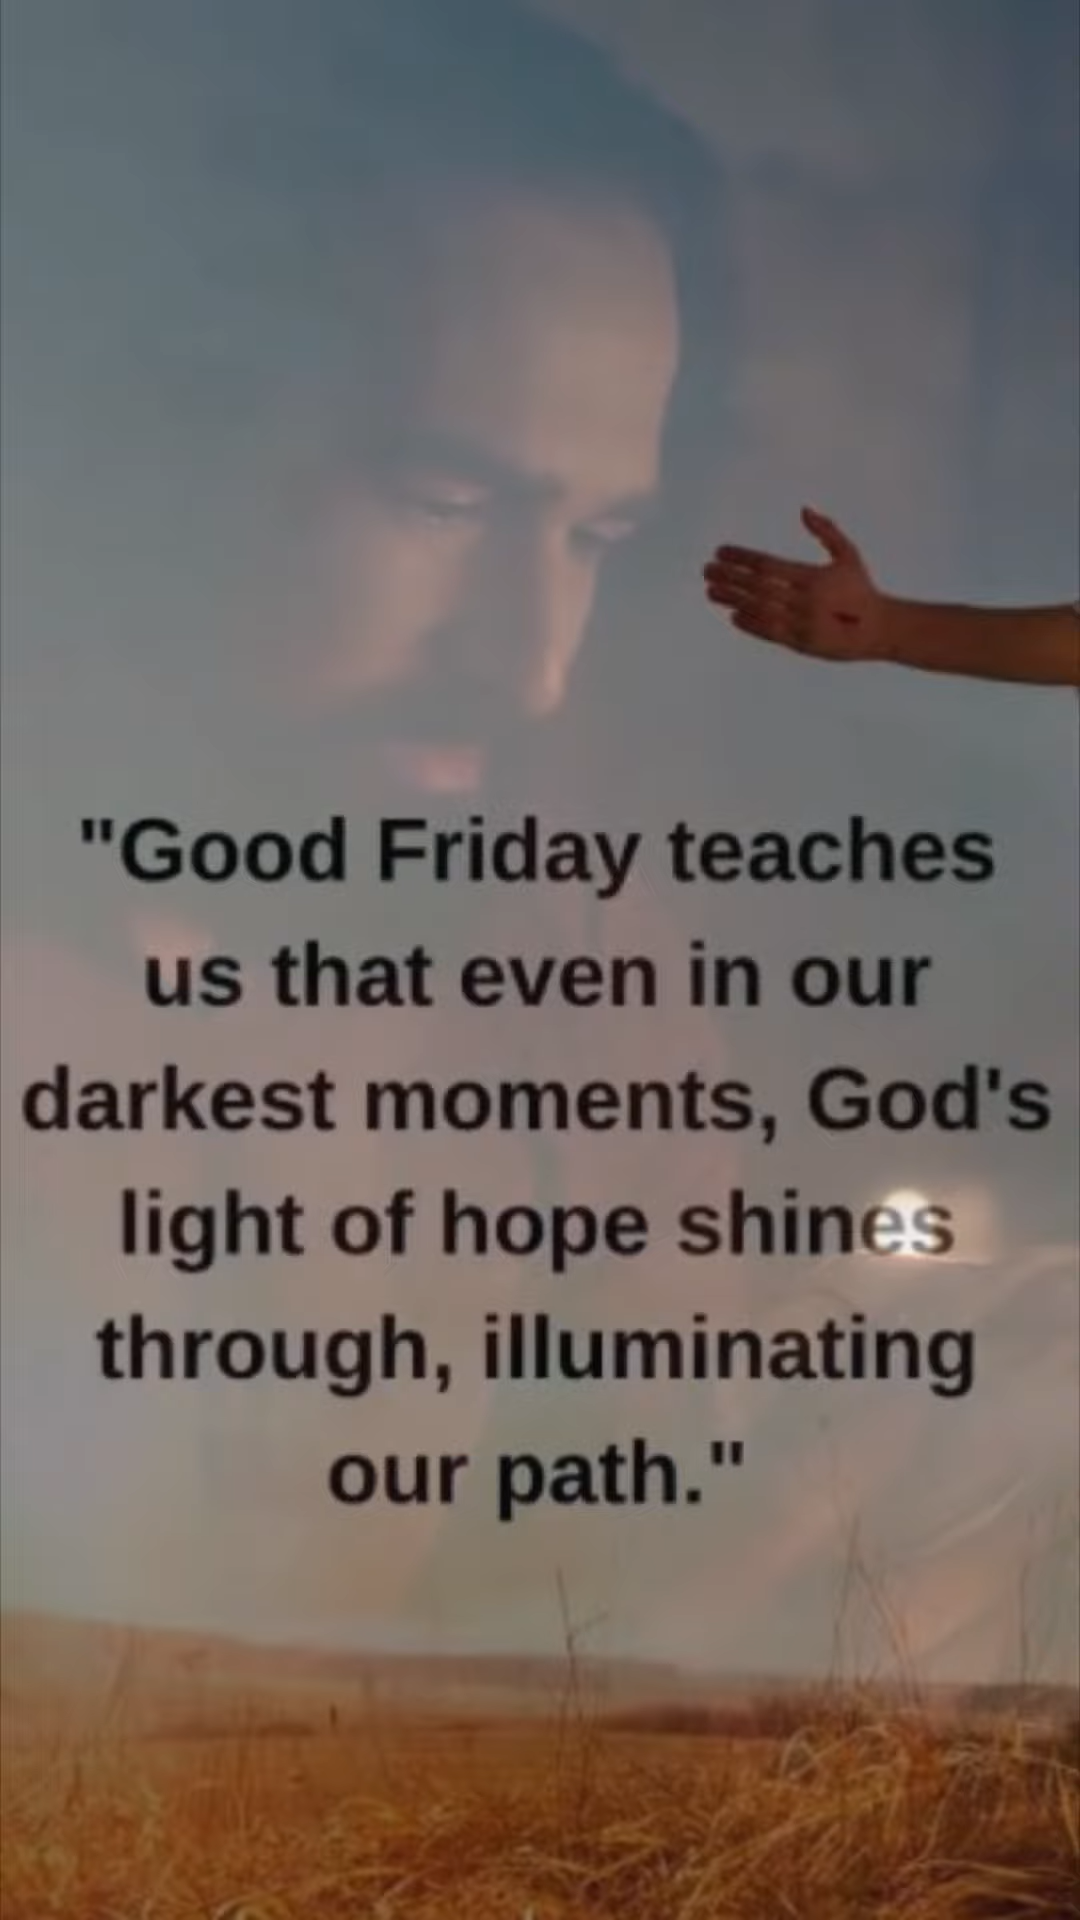 "Good Friday teaches
us that even in our
darkest moments, God's
light of hope shines
through, illuminating
our path."